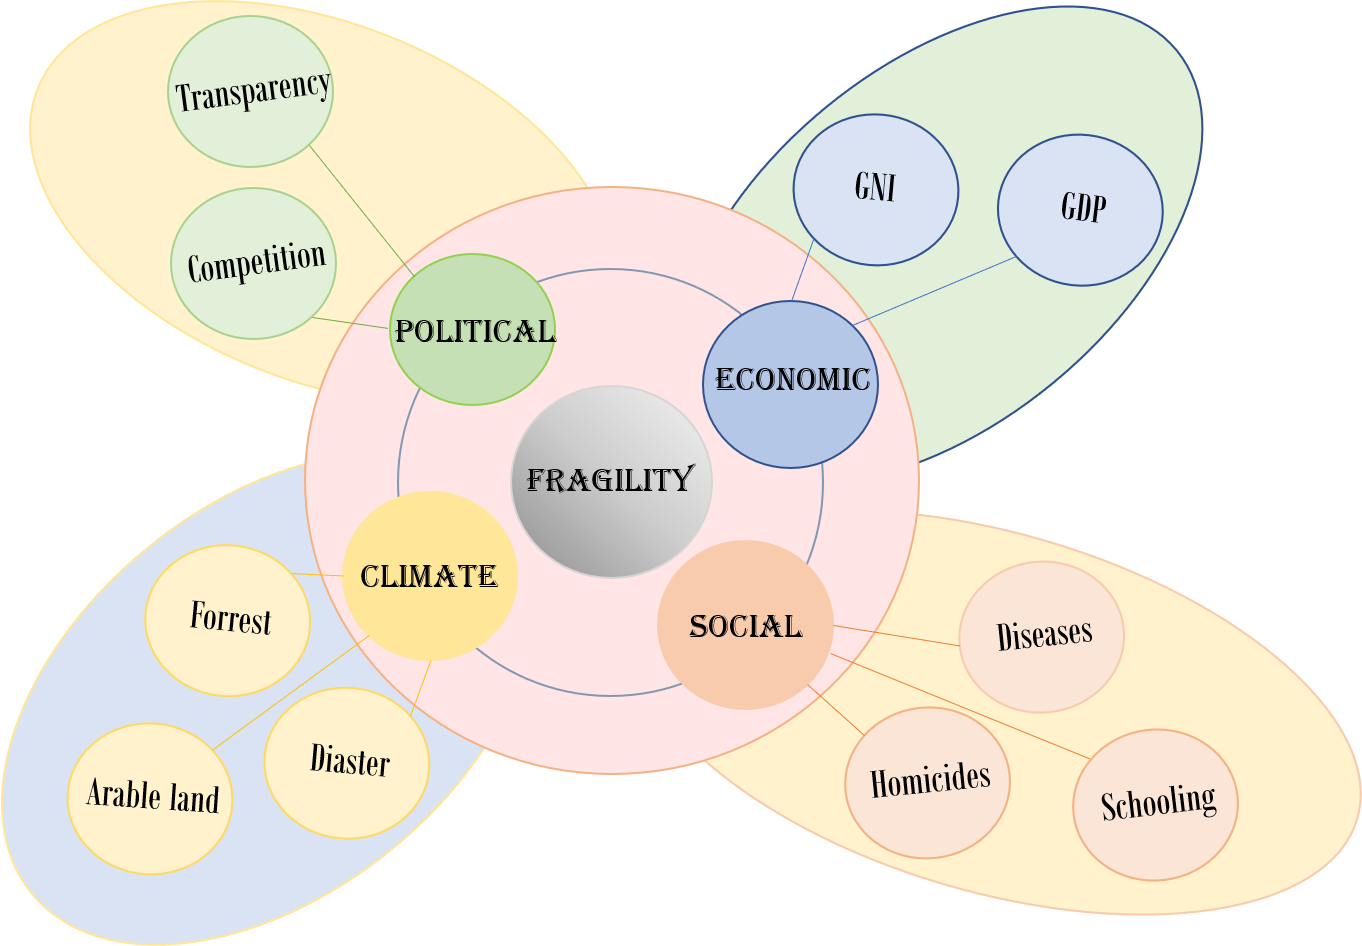 Transparency
Competition
POLITICAL
GNI
GDP
ECONOMIC
FRAGILITY
CLIMATE
Forrest
Arable land
Diaster
SOCIAL
Diseases
Homicides
Schooling